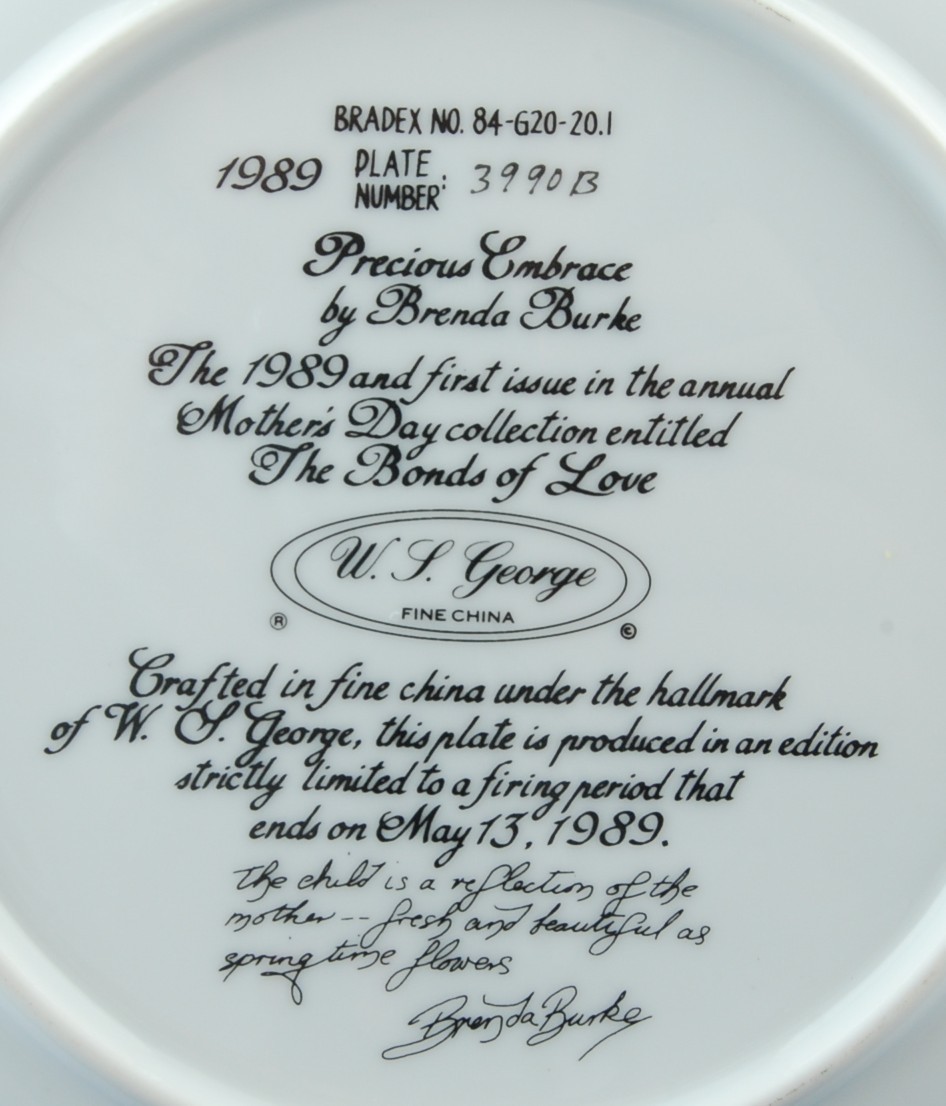 BRADEX NO. 84-G20-20.1
1989 PLATE NUMBER: 3990B
Precious Embrace
by Brenda Burke
The 1989 and first issue in the annual
Mother's Day collection entitled
The Bonds of Love
W. S. George
FINE CHINA
® ©
Crafted in fine china under the hallmark
of W. S. George, this plate is produced in an edition
strictly limited to a firing period that
ends on May 13, 1989.
The child is a reflection of the
mother -- fresh and beautiful as
springtime flowers
Brenda Burke